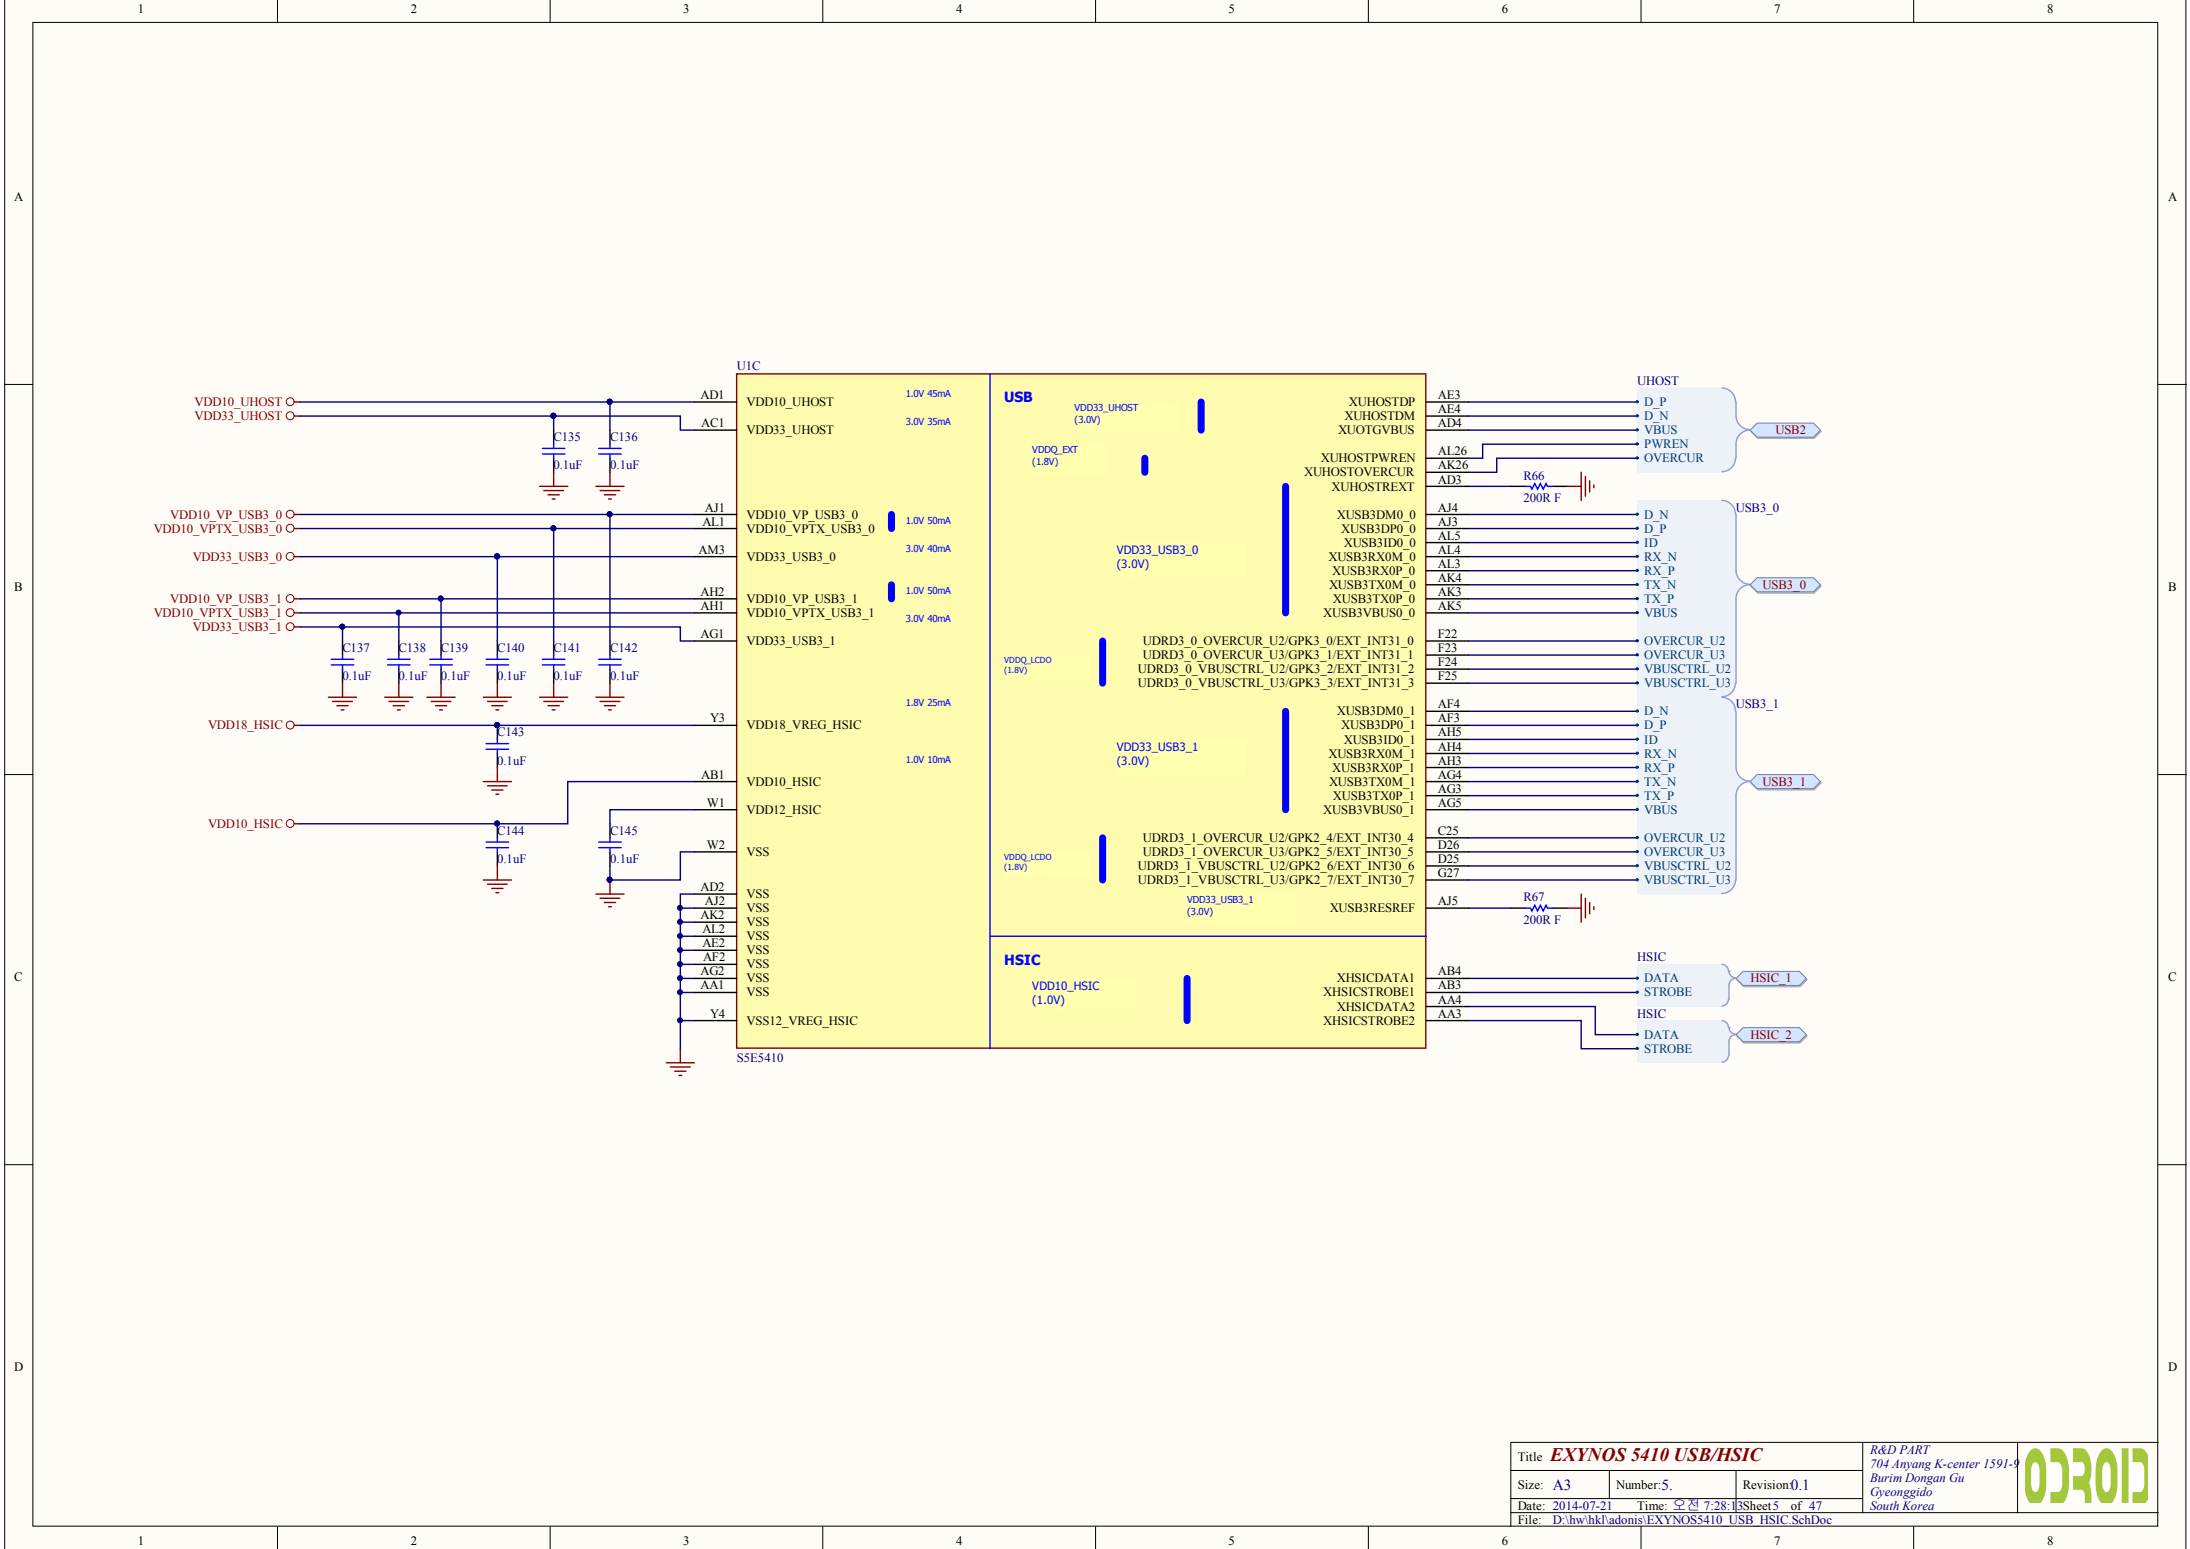 1 2 3 4 5 6 7 8
A A
B B
C C
D D
U1C
VDD10_UHOST
VDD33_UHOST
C135
0.1uF
C136
0.1uF
VDD10_VP_USB3_0
VDD10_VPTX_USB3_0
VDD33_USB3_0
VDD10_VP_USB3_1
VDD10_VPTX_USB3_1
VDD33_USB3_1
C137 C138 C139 C140 C141 C142
0.1uF 0.1uF 0.1uF 0.1uF 0.1uF 0.1uF
VDD18_HSIC
C143
0.1uF
VDD10_HSIC
C144 C145
0.1uF 0.1uF
AD1 VDD10_UHOST 1.0V 45mA
AC1 VDD33_UHOST 3.0V 35mA
AJ1 VDD10_VP_USB3_0
AL1 VDD10_VPTX_USB3_0 1.0V 50mA
AM3 VDD33_USB3_0 3.0V 40mA
AH2 VDD10_VP_USB3_1 1.0V 50mA
AH1 VDD10_VPTX_USB3_1
AG1 VDD33_USB3_1 3.0V 40mA
Y3 VDD18_VREG_HSIC 1.8V 25mA
AB1 VDD10_HSIC 1.0V 10mA
W1 VDD12_HSIC
W2 VSS
AD2 VSS
AJ2 VSS
AK2 VSS
AL2 VSS
AE2 VSS
AF2 VSS
AG2 VSS
AA1 VSS
Y4 VSS12_VREG_HSIC
S5E5410
USB
VDD33_UHOST
(3.0V)
VDDQ_EXT
(1.8V)
VDD33_USB3_0
(3.0V)
VDDQ_LCDO
(1.8V)
VDD33_USB3_1
(3.0V)
VDDQ_LCDO
(1.8V)
VDD33_USB3_1
(3.0V)
HSIC
VDD10_HSIC
(1.0V)
UHOST
XUHOSTDP AE3 D_P
XUHOSTDM AE4 D_N
XUOTGVBUS AD4 VBUS
USB2
PWREN
XUHOSTPWREN AL26 OVERCUR
XUHOSTOVERCUR AK26
XUHOSTREXT AD3 R66
200R F
USB3_0
XUSB3DM0_0 AJ4 D_N
XUSB3DP0_0 AJ3 D_P
XUSB3ID0_0 AL5 ID
XUSB3RX0M_0 AL4 RX_N
XUSB3RX0P_0 AL3 RX_P
XUSB3TX0M_0 AK4 TX_N USB3_0
XUSB3TX0P_0 AK3 TX_P
XUSB3VBUS0_0 AK5 VBUS
UDRD3_0_OVERCUR_U2/GPK3_0/EXT_INT31_0 F22 OVERCUR_U2
UDRD3_0_OVERCUR_U3/GPK3_1/EXT_INT31_1 F23 OVERCUR_U3
UDRD3_0_VBUSCTRL_U2/GPK3_2/EXT_INT31_2 F24 VBUSCTRL_U2
UDRD3_0_VBUSCTRL_U3/GPK3_3/EXT_INT31_3 F25 VBUSCTRL_U3
USB3_1
XUSB3DM0_1 AF4 D_N
XUSB3DP0_1 AF3 D_P
XUSB3ID0_1 AH5 ID
XUSB3RX0M_1 AH4 RX_N
XUSB3RX0P_1 AH3 RX_P
XUSB3TX0M_1 AG4 TX_N USB3_1
XUSB3TX0P_1 AG3 TX_P
XUSB3VBUS0_1 AG5 VBUS
UDRD3_1_OVERCUR_U2/GPK2_4/EXT_INT30_4 C25 OVERCUR_U2
UDRD3_1_OVERCUR_U3/GPK2_5/EXT_INT30_5 D26 OVERCUR_U3
UDRD3_1_VBUSCTRL_U2/GPK2_6/EXT_INT30_6 D25 VBUSCTRL_U2
UDRD3_1_VBUSCTRL_U3/GPK2_7/EXT_INT30_7 G27 VBUSCTRL_U3
XUSB3RESREF AJ5 R67
200R F
HSIC
XHSICDATA1 AB4 DATA HSIC_1
XHSICSTROBE1 AB3 STROBE
XHSICDATA2 AA4
HSIC
XHSICSTROBE2 AA3
DATA HSIC_2
STROBE
Title EXYNOS 5410 USB/HSIC
Size: A3 Number:5. Revision:0.1
Date: 2014-07-21 Time: 오전 7:28:13 Sheet5 of 47
File: D:\hw\hkl\adonis\EXYNOS5410_USB_HSIC.SchDoc
R&D PART
704 Anyang K-center 1591-9
Burim Dongan Gu
Gyeonggido
South Korea
ODROID
1 2 3 4 5 6 7 8